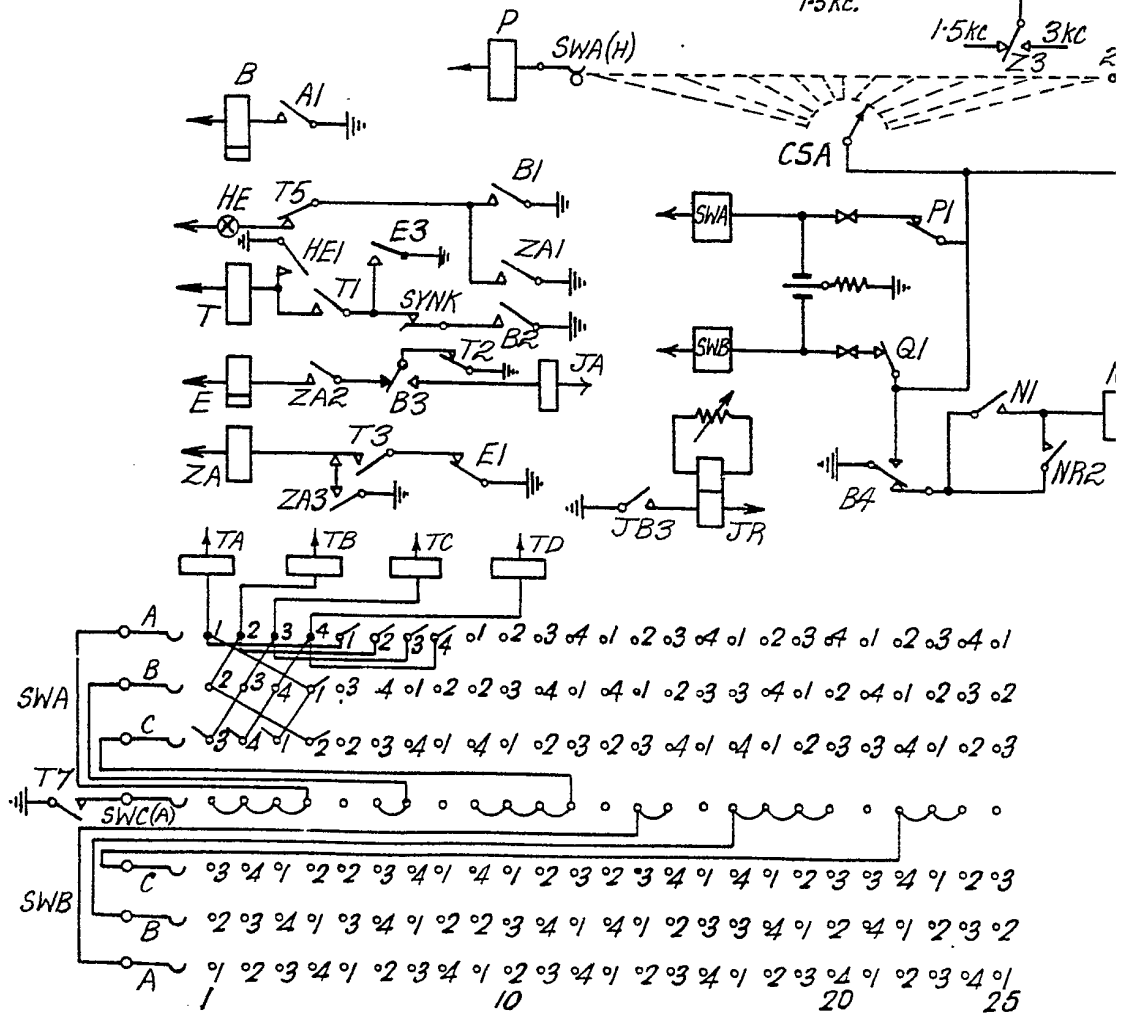 1·5KC.
P
SWA(H)
1·5KC 3KC
Z3
2
B
A1
CSA
HE
T5
B1
SWA
P1
HE1
E3
ZA1
T
T1
SYNK
B2
SWB
Q1
E
ZA2
B3
T2
JA
N1
ZA
T3
E1
ZA3
NR2
B4
JB3
JR
TA
TB
TC
TD
A 1 2 3 4 1 2 3 4 1 2 3 4 1 2 3 4 1 2 3 4 1 2 3 4 1
SWA
B 2 3 4 1 3 4 1 2 2 3 4 1 4 1 2 3 3 4 1 2 4 1 2 3 2
C 3 4 1 2 2 3 4 1 4 1 2 3 2 3 4 1 4 1 2 3 3 4 1 2 3
T7
SWC(A)
C 3 4 1 2 2 3 4 1 4 1 2 3 2 3 4 1 4 1 2 3 3 4 1 2 3
SWB
B 2 3 4 1 3 4 1 2 2 3 4 1 4 1 2 3 3 4 1 2 4 1 2 3 2
A 1 2 3 4 1 2 3 4 1 2 3 4 1 2 3 4 1 2 3 4 1 2 3 4 1
1 10 20 25